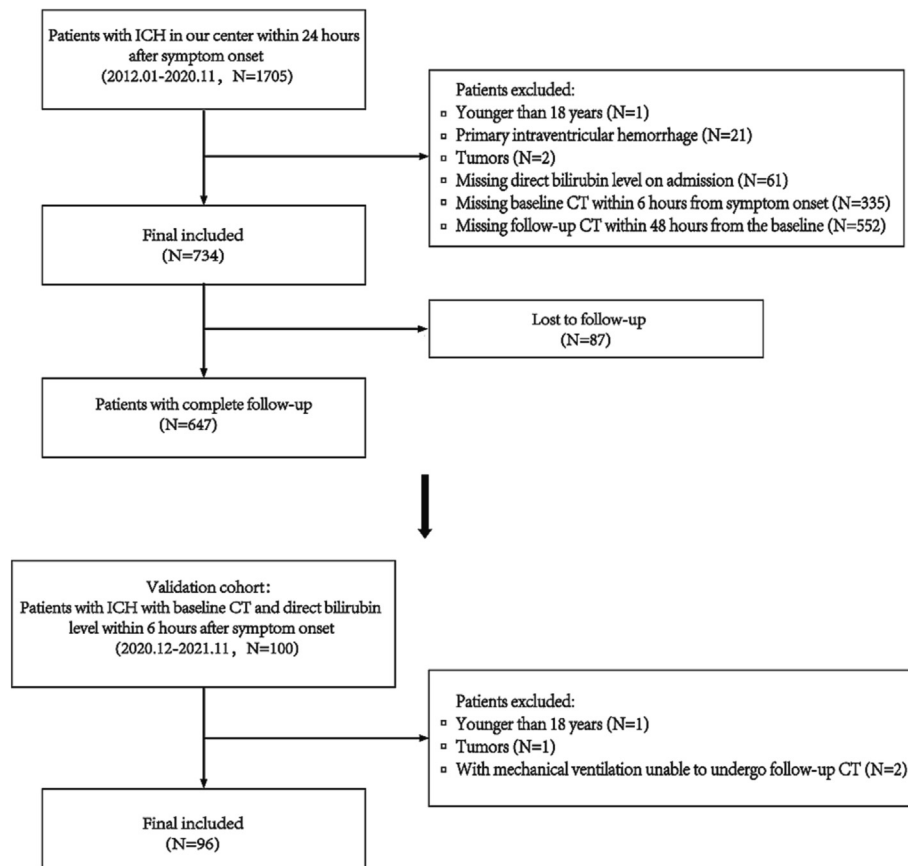 Patients with ICH in our center within 24 hours
after symptom onset
(2012.01-2020.11, N=1705)
Patients excluded:
▫ Younger than 18 years (N=1)
▫ Primary intraventricular hemorrhage (N=21)
▫ Tumors (N=2)
▫ Missing direct bilirubin level on admission (N=61)
▫ Missing baseline CT within 6 hours from symptom onset (N=335)
▫ Missing follow-up CT within 48 hours from the baseline (N=552)
Final included
(N=734)
Lost to follow-up
(N=87)
Patients with complete follow-up
(N=647)
Validation cohort:
Patients with ICH with baseline CT and direct bilirubin
level within 6 hours after symptom onset
(2020.12-2021.11, N=100)
Patients excluded:
▫ Younger than 18 years (N=1)
▫ Tumors (N=1)
▫ With mechanical ventilation unable to undergo follow-up CT (N=2)
Final included
(N=96)